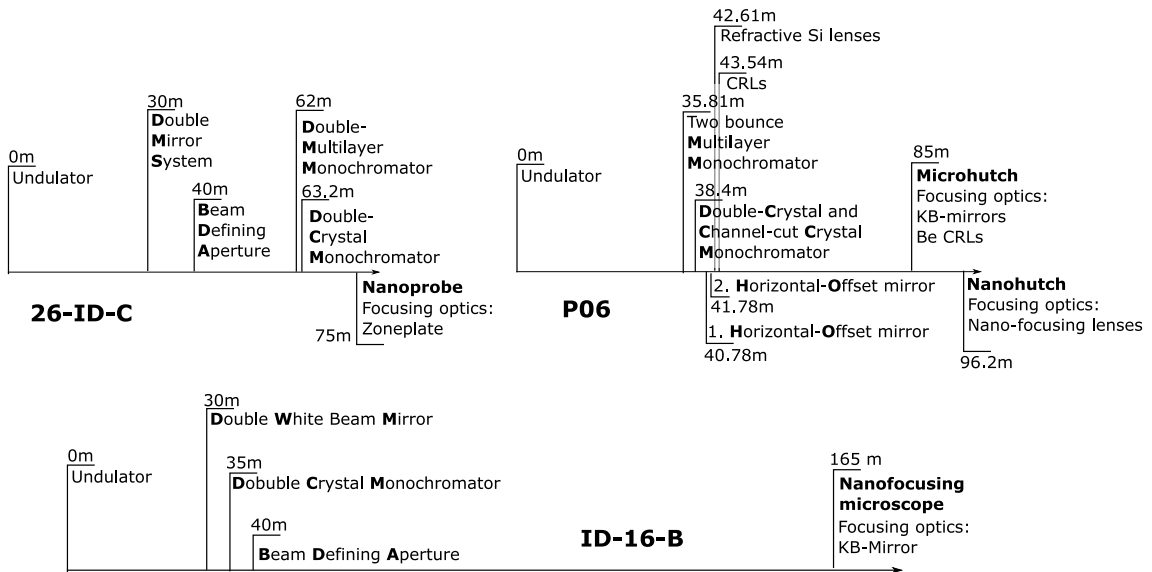 0m
Undulator
30m
Double
Mirror
System
40m
Beam
Defining
Aperture
62m
Double-
Multilayer
Monochromator
63.2m
Double-
Crystal
Monochromator
Nanoprobe
Focusing optics:
Zoneplate
75m
26-ID-C
0m
Undulator
35.81m
Two bounce
Multilayer
Monochromator
38.4m
Double-Crystal and
Channel-cut Crystal
Monochromator
42.61m
Refractive Si lenses
43.54m
CRLs
2. Horizontal-Offset mirror
41.78m
1. Horizontal-Offset mirror
40.78m
85m
Microhutch
Focusing optics:
KB-mirrors
Be CRLs
Nanohutch
Focusing optics:
Nano-focusing lenses
96.2m
P06
0m
Undulator
30m
Double White Beam Mirror
35m
Dobuble Crystal Monochromator
40m
Beam Defining Aperture
165 m
Nanofocusing
microscope
Focusing optics:
KB-Mirror
ID-16-B